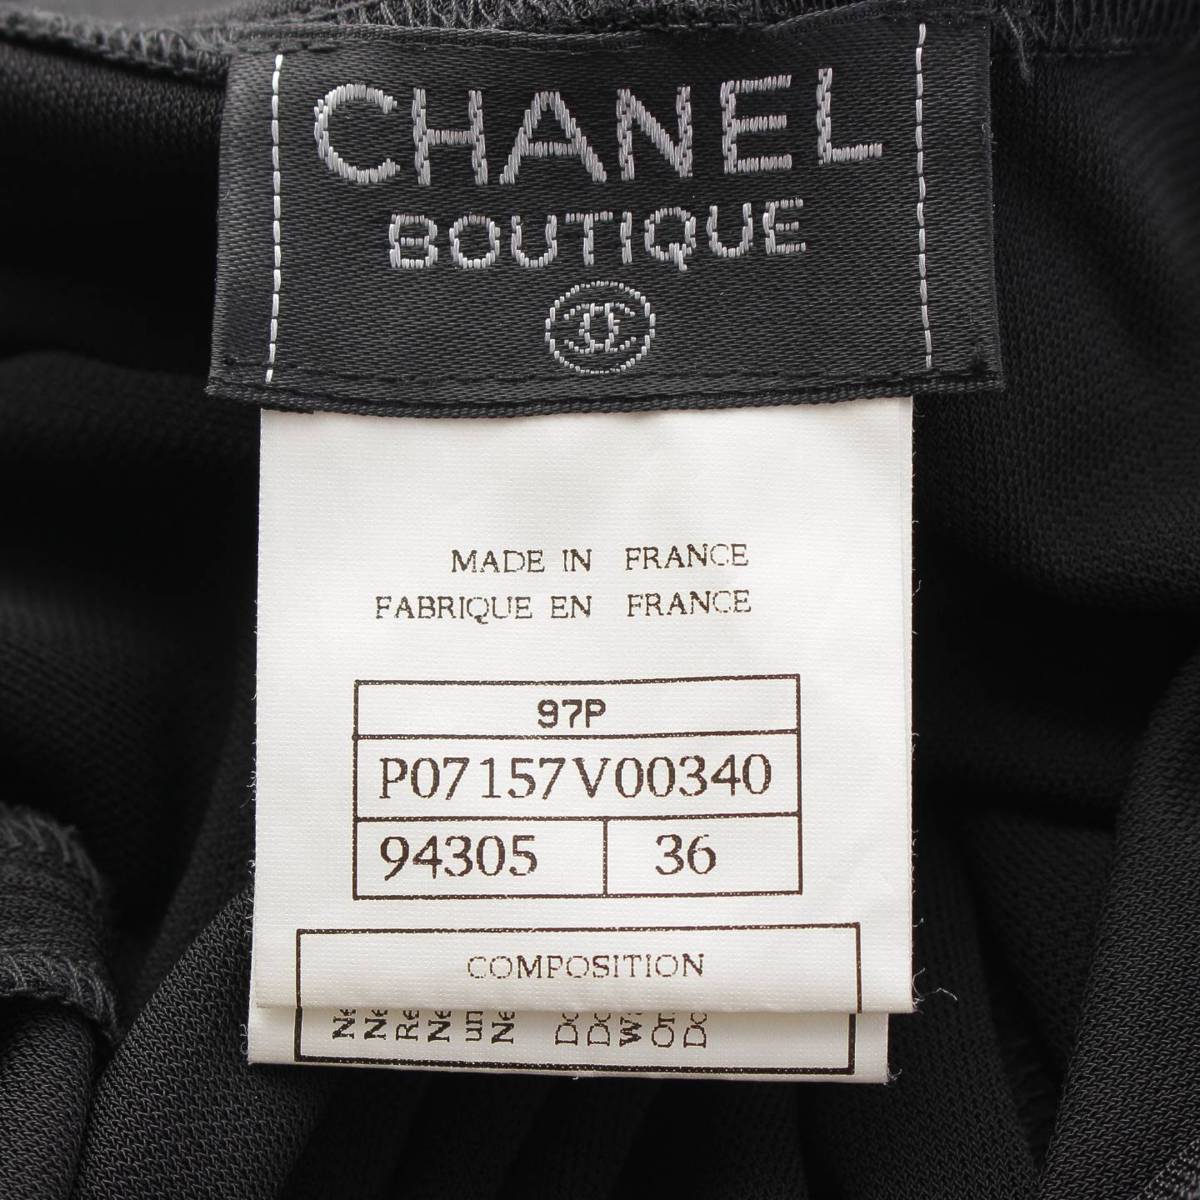 CHANEL
BOUTIQUE
MADE IN FRANCE
FABRIQUE EN FRANCE
97P
P07157V00340
94305 36
COMPOSITION